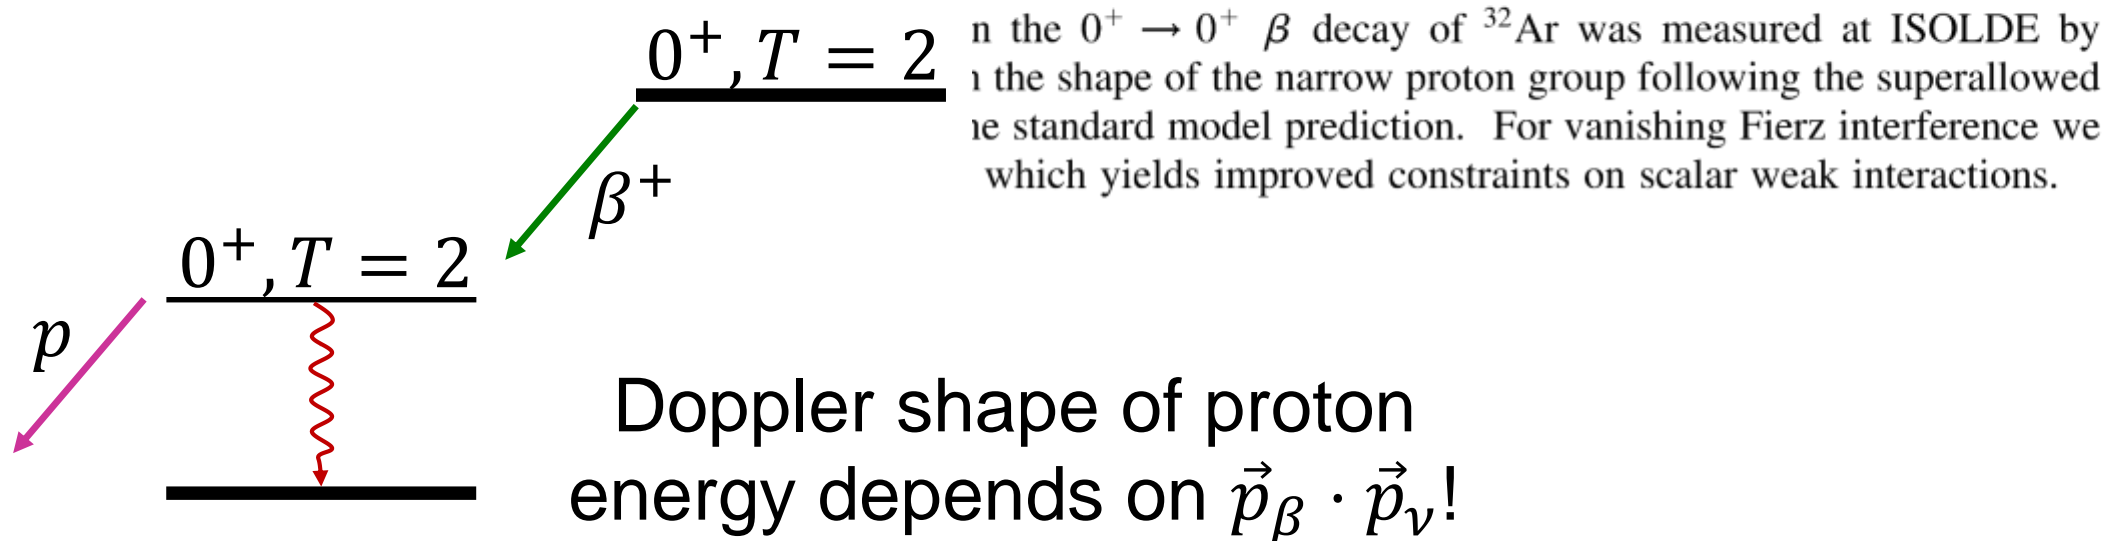 0⁺, T = 2
n the 0⁺ → 0⁺ β decay of ³²Ar was measured at ISOLDE by
the shape of the narrow proton group following the superallowed
standard model prediction. For vanishing Fierz interference we
which yields improved constraints on scalar weak interactions.
β⁺
0⁺, T = 2
p
Doppler shape of proton
energy depends on p⃗_β · p⃗_ν!